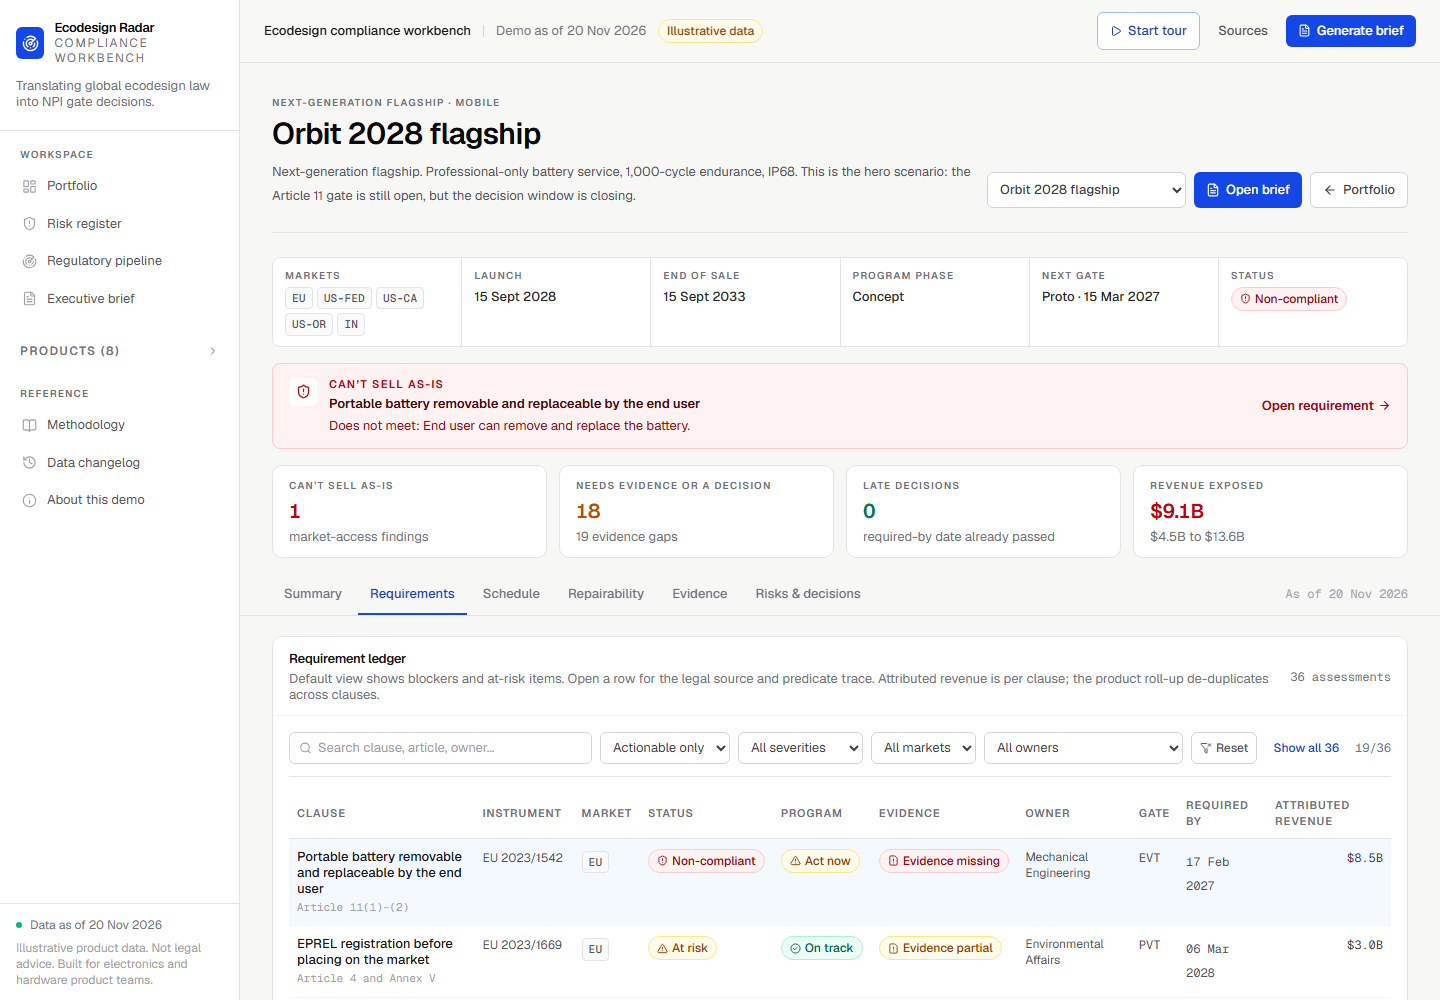 Ecodesign Radar
COMPLIANCE
WORKBENCH
Translating global ecodesign law
into NPI gate decisions.
WORKSPACE
Portfolio
Risk register
Regulatory pipeline
Executive brief
PRODUCTS (8)
REFERENCE
Methodology
Data changelog
About this demo
Data as of 20 Nov 2026
Illustrative product data. Not legal
advice. Built for electronics and
hardware product teams.
Ecodesign compliance workbench
Demo as of 20 Nov 2026
Illustrative data
Start tour
Sources
Generate brief
NEXT-GENERATION FLAGSHIP · MOBILE
Orbit 2028 flagship
Next-generation flagship. Professional-only battery service, 1,000-cycle endurance, IP68. This is the hero scenario: the
Article 11 gate is still open, but the decision window is closing.
Orbit 2028 flagship
Open brief
Portfolio
MARKETS
EU US-FED US-CA
US-OR IN
LAUNCH
15 Sept 2028
END OF SALE
15 Sept 2033
PROGRAM PHASE
Concept
NEXT GATE
Proto · 15 Mar 2027
STATUS
Non-compliant
CAN'T SELL AS-IS
Portable battery removable and replaceable by the end user
Does not meet: End user can remove and replace the battery.
Open requirement →
CAN'T SELL AS-IS
1
market-access findings
NEEDS EVIDENCE OR A DECISION
18
19 evidence gaps
LATE DECISIONS
0
required-by date already passed
REVENUE EXPOSED
$9.1B
$4.5B to $13.6B
Summary Requirements Schedule Repairability Evidence Risks & decisions
As of 20 Nov 2026
Requirement ledger
Default view shows blockers and at-risk items. Open a row for the legal source and predicate trace. Attributed revenue is per clause; the product roll-up de-duplicates
across clauses.
36 assessments
Search clause, article, owner...
Actionable only
All severities
All markets
All owners
Reset
Show all 36
19/36
CLAUSE INSTRUMENT MARKET STATUS PROGRAM EVIDENCE OWNER GATE REQUIRED BY ATTRIBUTED REVENUE
Portable battery removable
and replaceable by the end
user
Article 11(1)–(2)
EU 2023/1542
EU
Non-compliant
Act now
Evidence missing
Mechanical
Engineering
EVT
17 Feb
2027
$8.5B
EPREL registration before
placing on the market
Article 4 and Annex V
EU 2023/1669
EU
At risk
On track
Evidence partial
Environmental
Affairs
PVT
06 Mar
2028
$3.0B